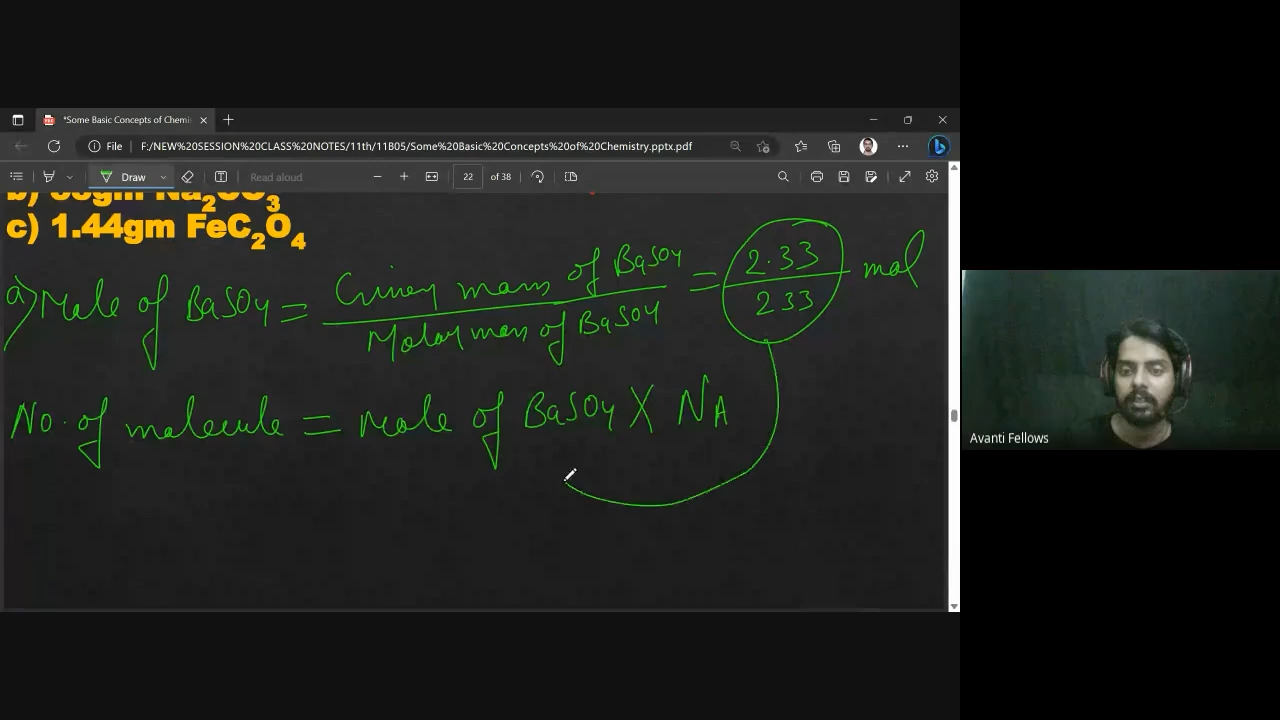 *Some Basic Concepts of Chemis
File F:/NEW%20SESSION%20CLASS%20NOTES/11th/11B05/Some%20Basic%20Concepts%20of%20Chemistry.pptx.pdf
Draw Read aloud 22 of 38
c) 1.44gm FeC₂O₄
a) Mole of BaSO4 = Given mass of BaSO4 / Molar mass of BaSO4 = 2.33 / 233 mol
No. of molecule = Mole of BaSO4 X NA
Avanti Fellows